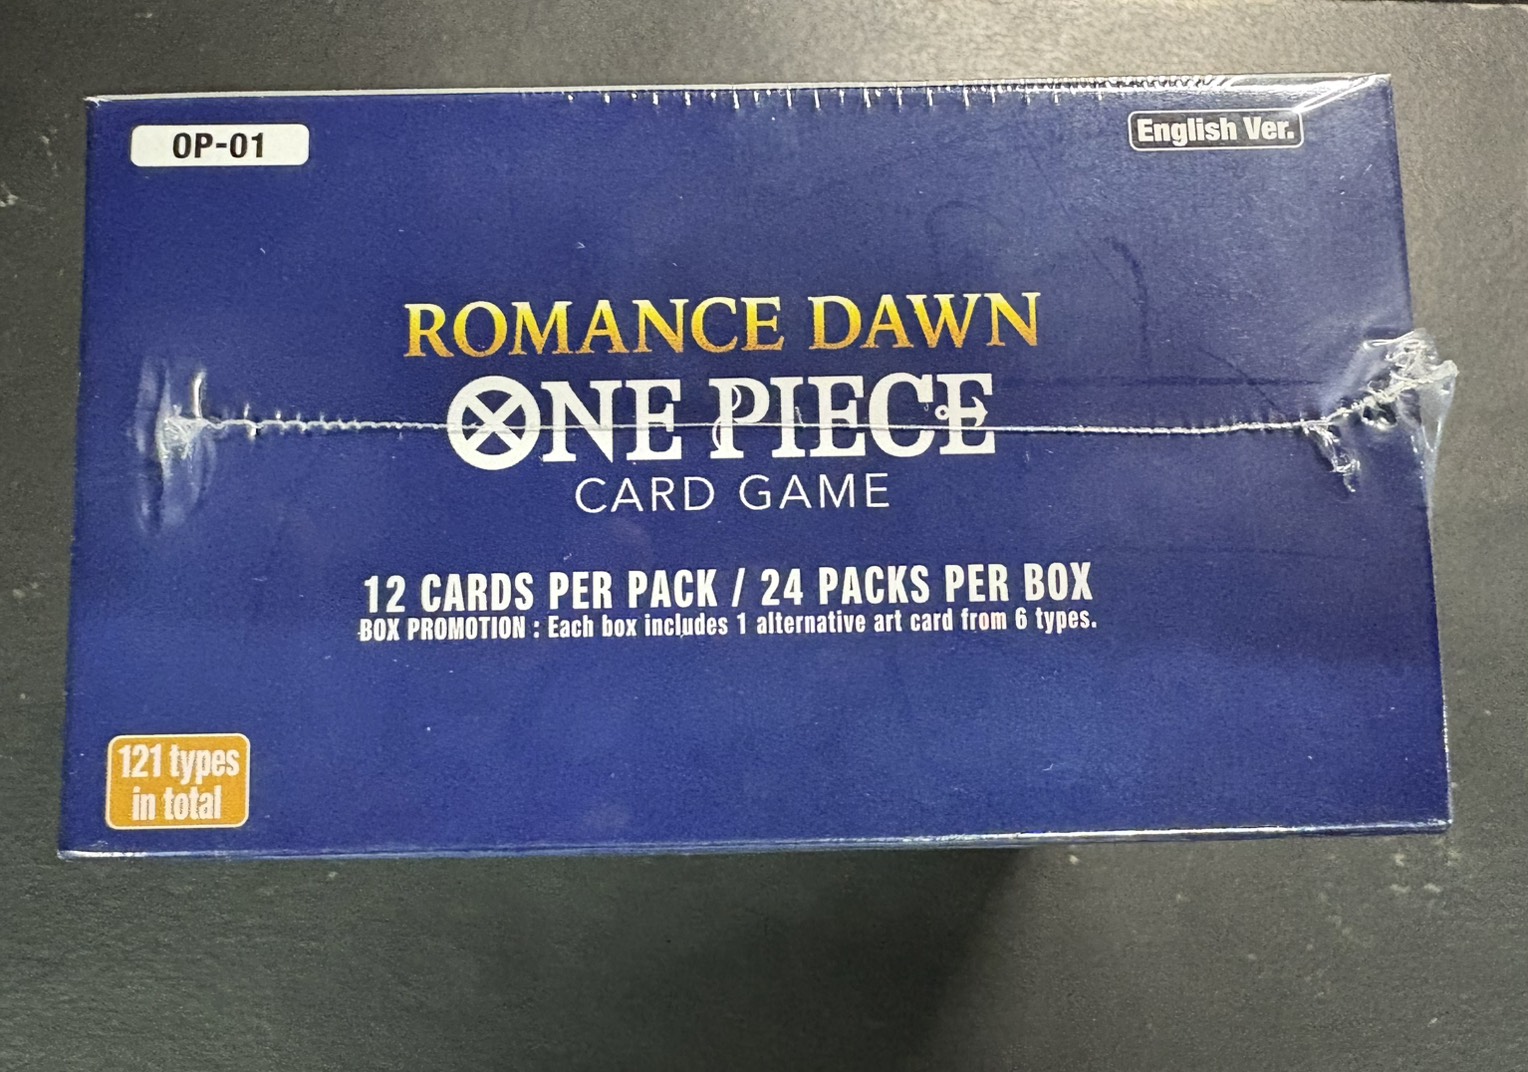 OP-01
English Ver.
ROMANCE DAWN
ONE PIECE
CARD GAME
12 CARDS PER PACK / 24 PACKS PER BOX
BOX PROMOTION : Each box includes 1 alternative art card from 6 types.
121 types
in total